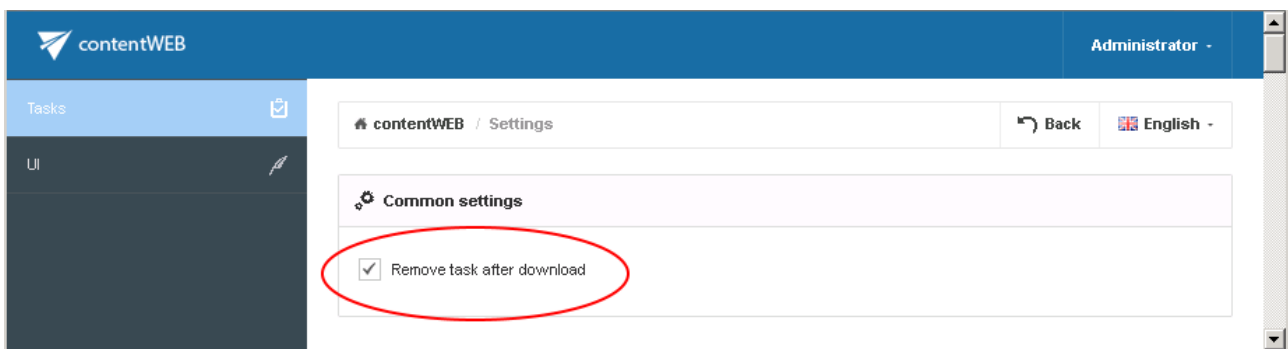 contentWEB
Administrator
Tasks
contentWEB / Settings
Back
English
UI
Common settings
Remove task after download